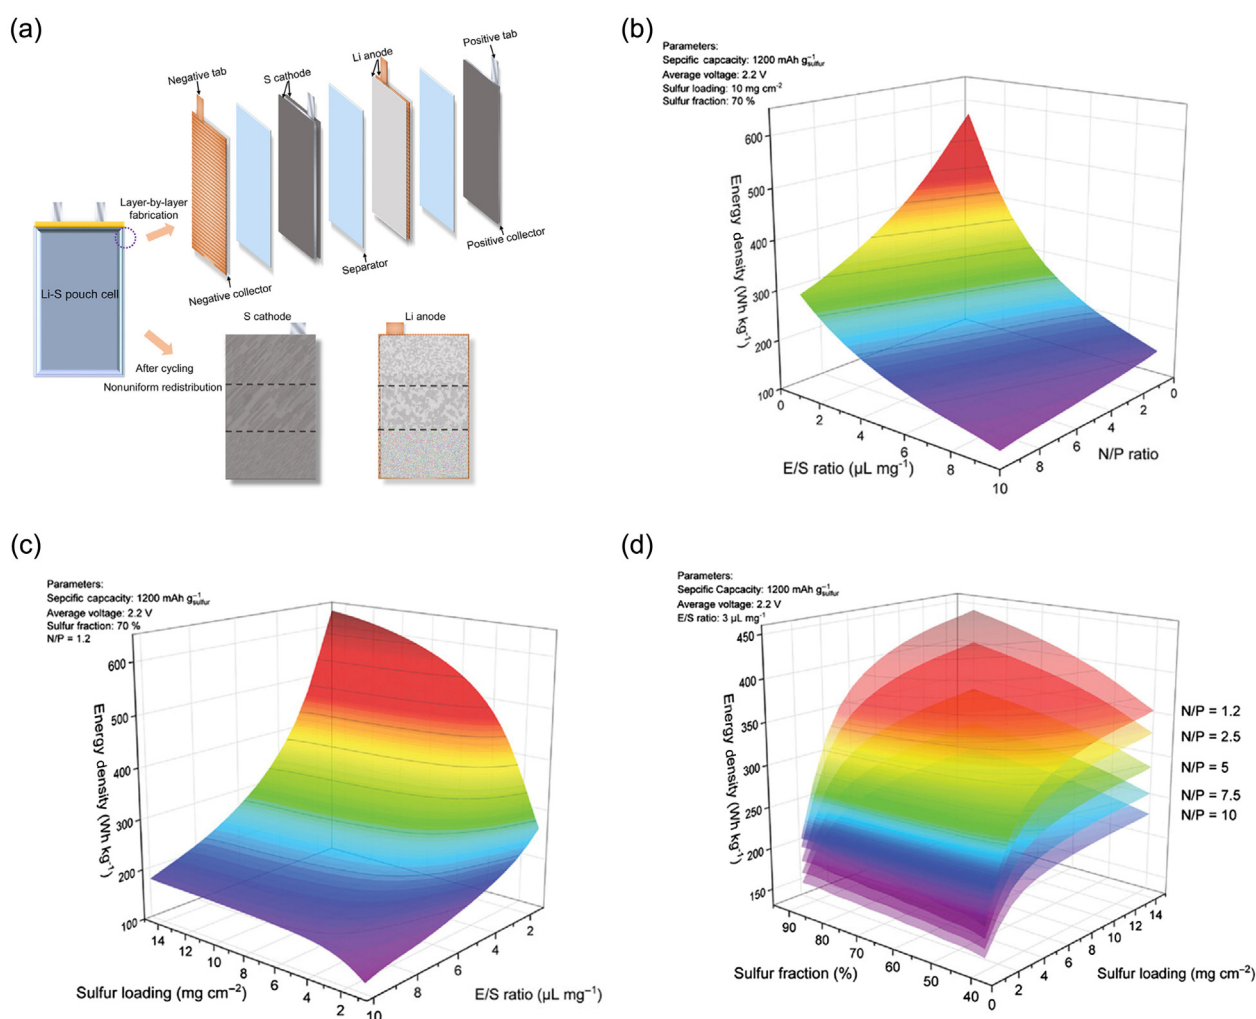 (a)
Negative tab
S cathode
Li anode
Positive tab
Layer-by-layer
fabrication
Li-S pouch cell
Negative collector
Separator
Positive collector
After cycling
Nonuniform redistribution
S cathode
Li anode
(b)
Parameters:
Sepcific capcacity: 1200 mAh g⁻¹sulfur
Average voltage: 2.2 V
Sulfur loading: 10 mg cm⁻²
Sulfur fraction: 70 %
Energy density (Wh kg⁻¹)
600
500
400
300
200
100
0
2
4
6
8
10
E/S ratio (µL mg⁻¹)
8
6
4
2
0
N/P ratio
(c)
Parameters:
Sepcific capcacity: 1200 mAh g⁻¹sulfur
Average voltage: 2.2 V
Sulfur fraction: 70 %
N/P = 1.2
Energy density (Wh kg⁻¹)
600
500
400
300
200
100
14
12
10
8
6
4
2
Sulfur loading (mg cm⁻²)
10
8
6
4
2
E/S ratio (µL mg⁻¹)
(d)
Parameters:
Sepcific Capcacity: 1200 mAh g⁻¹sulfur
Average voltage: 2.2 V
E/S ratio: 3 µL mg⁻¹
Energy density (Wh kg⁻¹)
450
400
350
300
250
200
150
N/P = 1.2
N/P = 2.5
N/P = 5
N/P = 7.5
N/P = 10
90
80
70
60
50
40
Sulfur fraction (%)
0
2
4
6
8
10
12
14
Sulfur loading (mg cm⁻²)